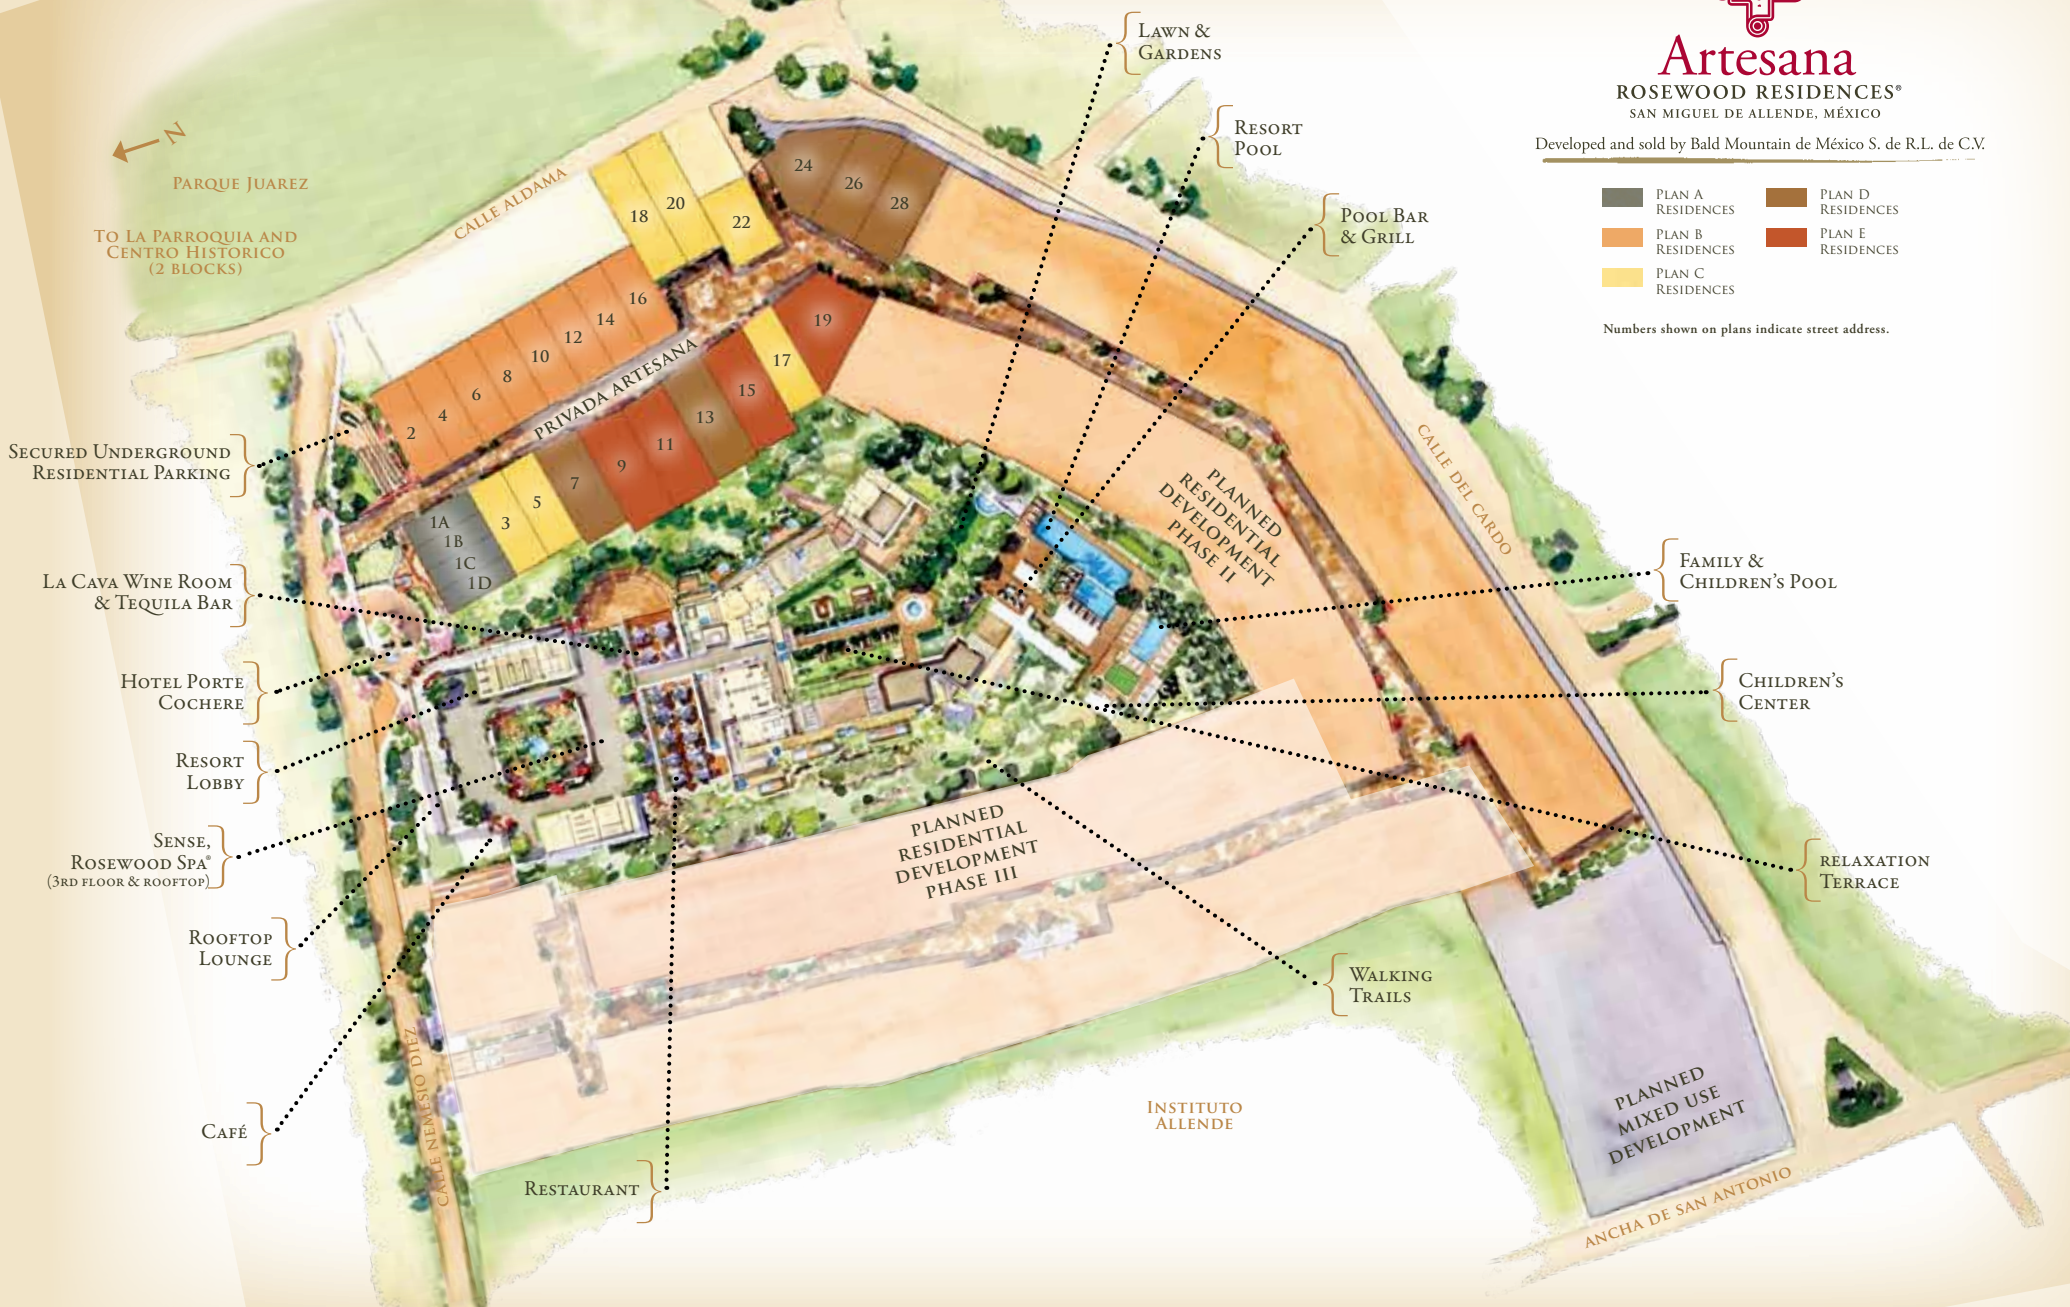 Artesana
ROSEWOOD RESIDENCES®
SAN MIGUEL DE ALLENDE, MÉXICO
Developed and sold by Bald Mountain de México S. de R.L. de C.V.
PLAN A
RESIDENCES
PLAN B
RESIDENCES
PLAN C
RESIDENCES
PLAN D
RESIDENCES
PLAN E
RESIDENCES
Numbers shown on plans indicate street address.
N
PARQUE JUAREZ
TO LA PARROQUIA AND
CENTRO HISTORICO
(2 BLOCKS)
CALLE ALDAMA
LAWN &
GARDENS
RESORT
POOL
POOL BAR
& GRILL
24
26
28
18
20
22
16
14
12
10
8
6
4
2
PRIVADA ARTESANA
19
17
15
13
11
9
7
5
3
1A
1B
1C
1D
SECURED UNDERGROUND
RESIDENTIAL PARKING
LA CAVA WINE ROOM
& TEQUILA BAR
HOTEL PORTE
COCHERE
RESORT
LOBBY
SENSE,
ROSEWOOD SPA®
(3RD FLOOR & ROOFTOP)
ROOFTOP
LOUNGE
CAFÉ
RESTAURANT
CALLE NEMESIO DIEZ
PLANNED
RESIDENTIAL
DEVELOPMENT
PHASE II
CALLE DEL CARDO
FAMILY &
CHILDREN'S POOL
CHILDREN'S
CENTER
RELAXATION
TERRACE
WALKING
TRAILS
PLANNED
RESIDENTIAL
DEVELOPMENT
PHASE III
INSTITUTO
ALLENDE
PLANNED
MIXED USE
DEVELOPMENT
ANCHA DE SAN ANTONIO